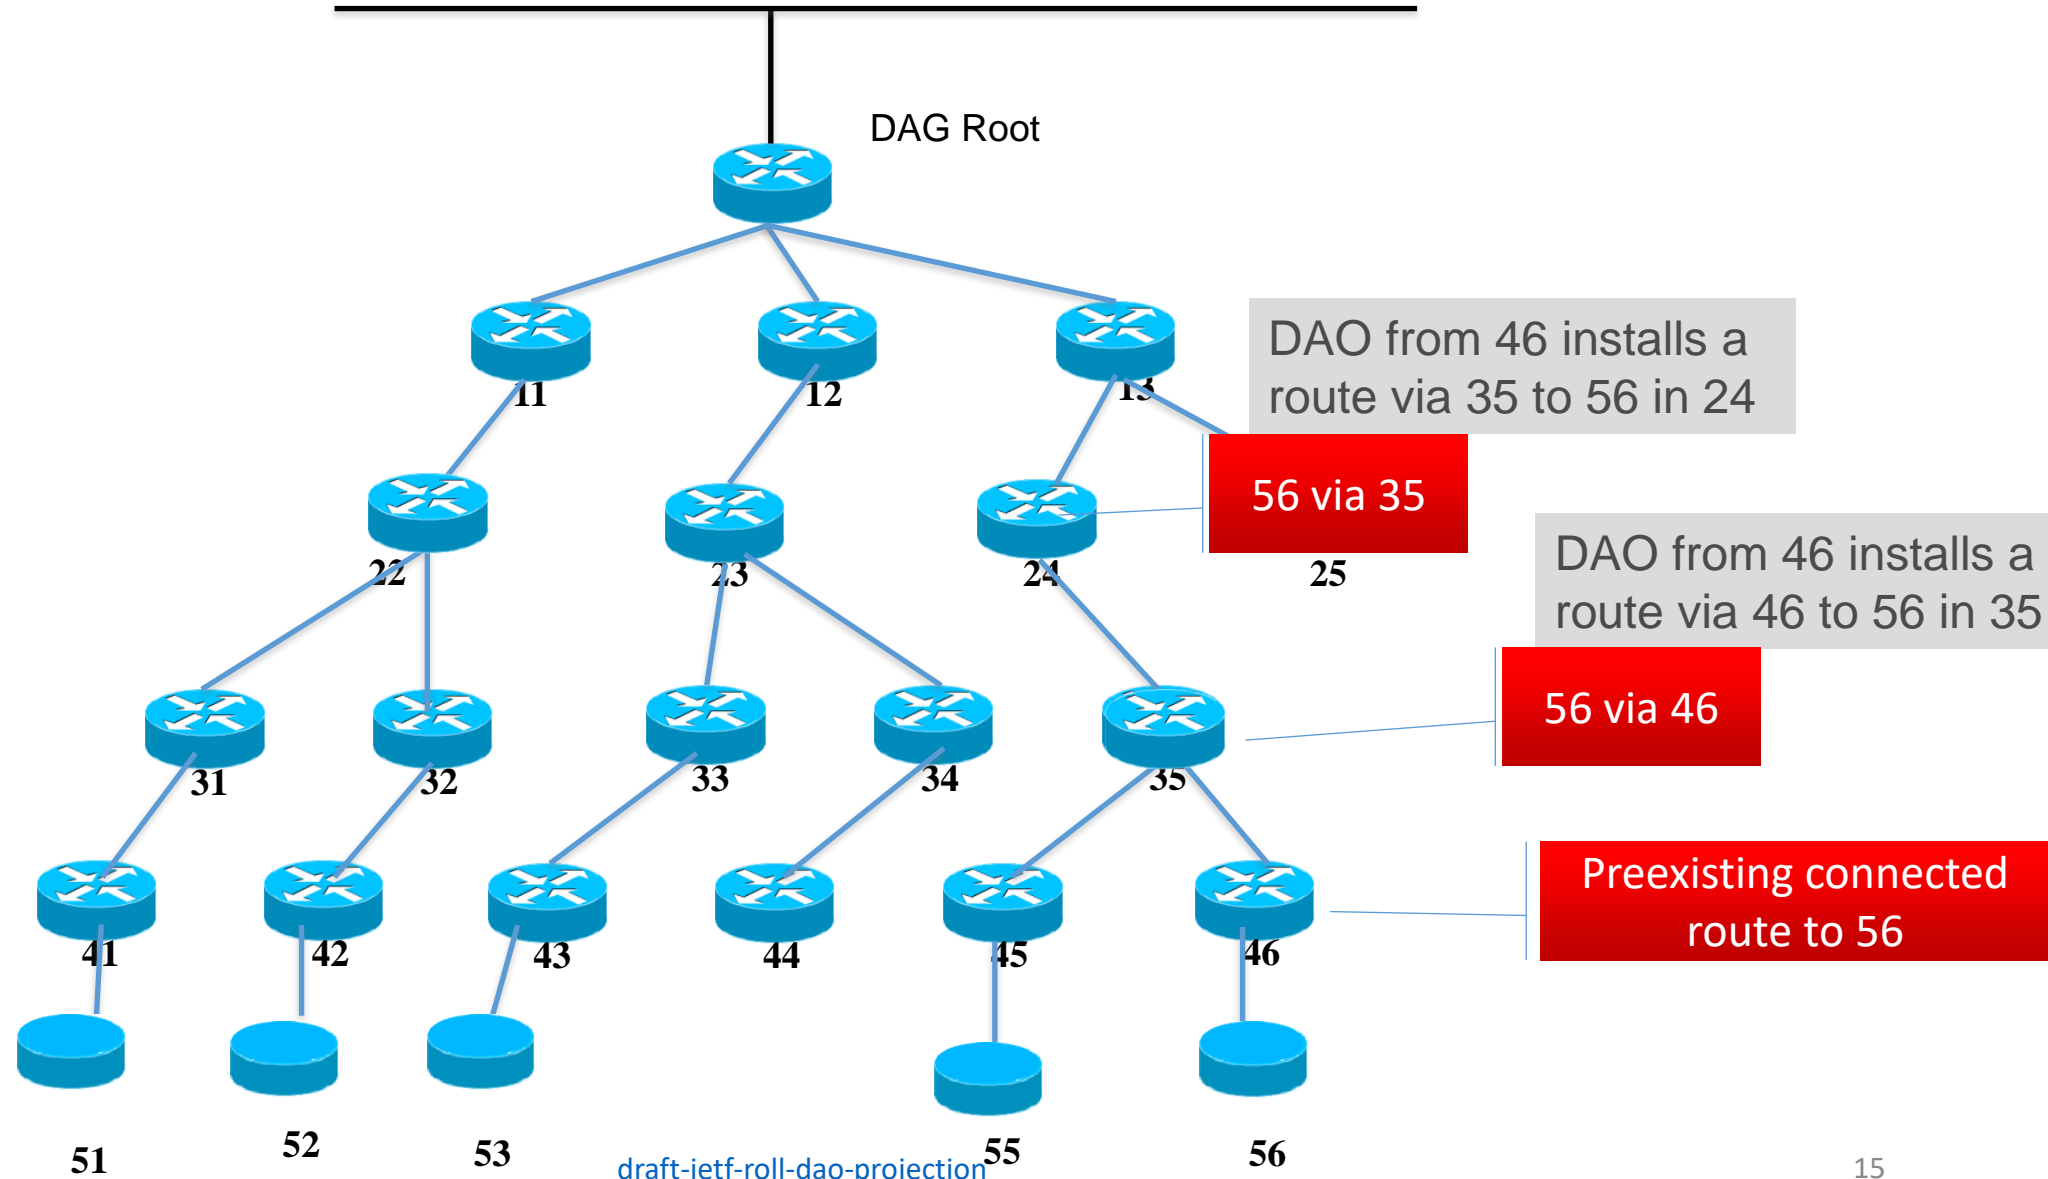 DAG Root
11
12
13
DAO from 46 installs a
route via 35 to 56 in 24
56 via 35
22
23
24
25
DAO from 46 installs a
route via 46 to 56 in 35
56 via 46
31
32
33
34
35
Preexisting connected
route to 56
41
42
43
44
45
46
51
52
53
55
56
draft-ietf-roll-dao-projection
15